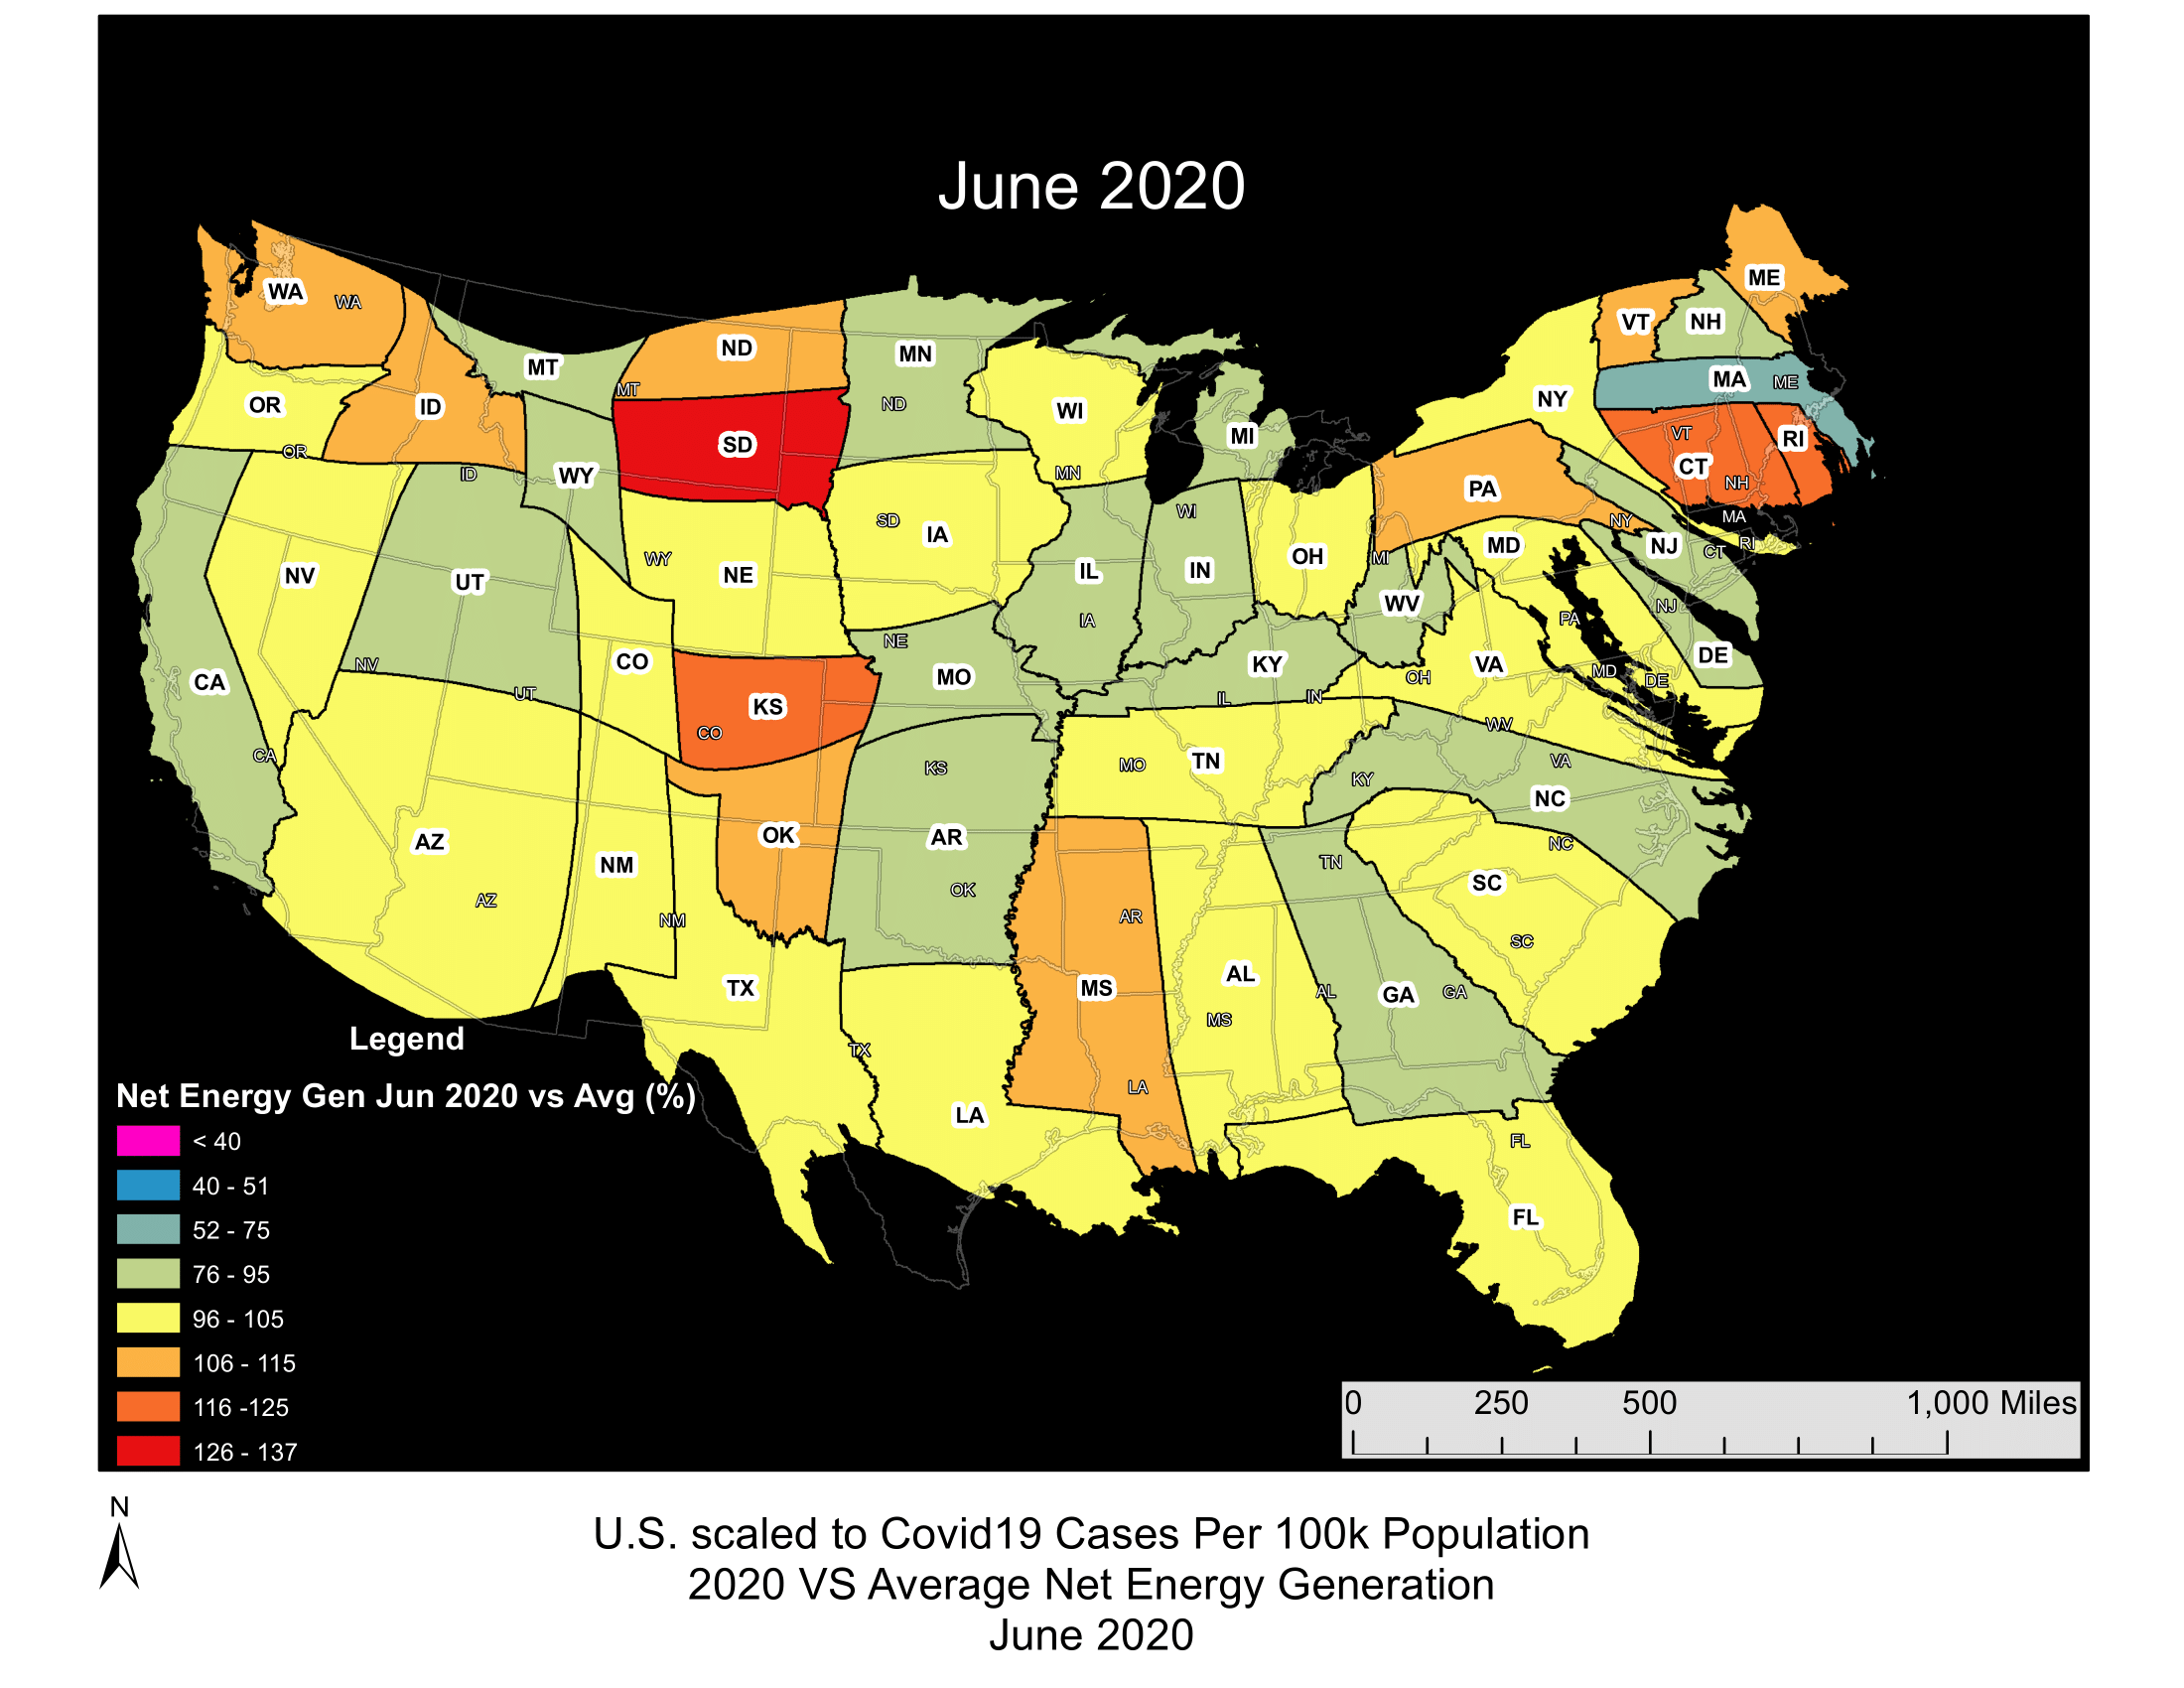 June 2020
ME
WA
WA
VT
NH
ND
MN
MT
MA
ME
MT
NY
OR
ID
ND
WI
SD
MI
VT
RI
CT
OR
ID
WY
MN
PA
NH
SD
WI
NY
MA
IA
NJ
RI
CT
MD
WY
OH
MI
NV
UT
NE
IL
IN
WV
NJ
IA
PA
NE
DE
CO
KY
VA
NV
MO
OH
MD
DE
CA
UT
KS
IL
IN
CO
WV
CA
TN
MO
VA
KS
KY
NC
OK
AR
AZ
NC
NM
TN
SC
OK
AZ
NM
AR
SC
AL
TX
MS
AL
GA
GA
MS
Legend
TX
LA
Net Energy Gen Jun 2020 vs Avg (%)
LA
FL
< 40
40 - 51
FL
52 - 75
76 - 95
96 - 105
106 - 115
116 -125
126 - 137
0 250 500 1,000 Miles
N
U.S. scaled to Covid19 Cases Per 100k Population
2020 VS Average Net Energy Generation
June 2020